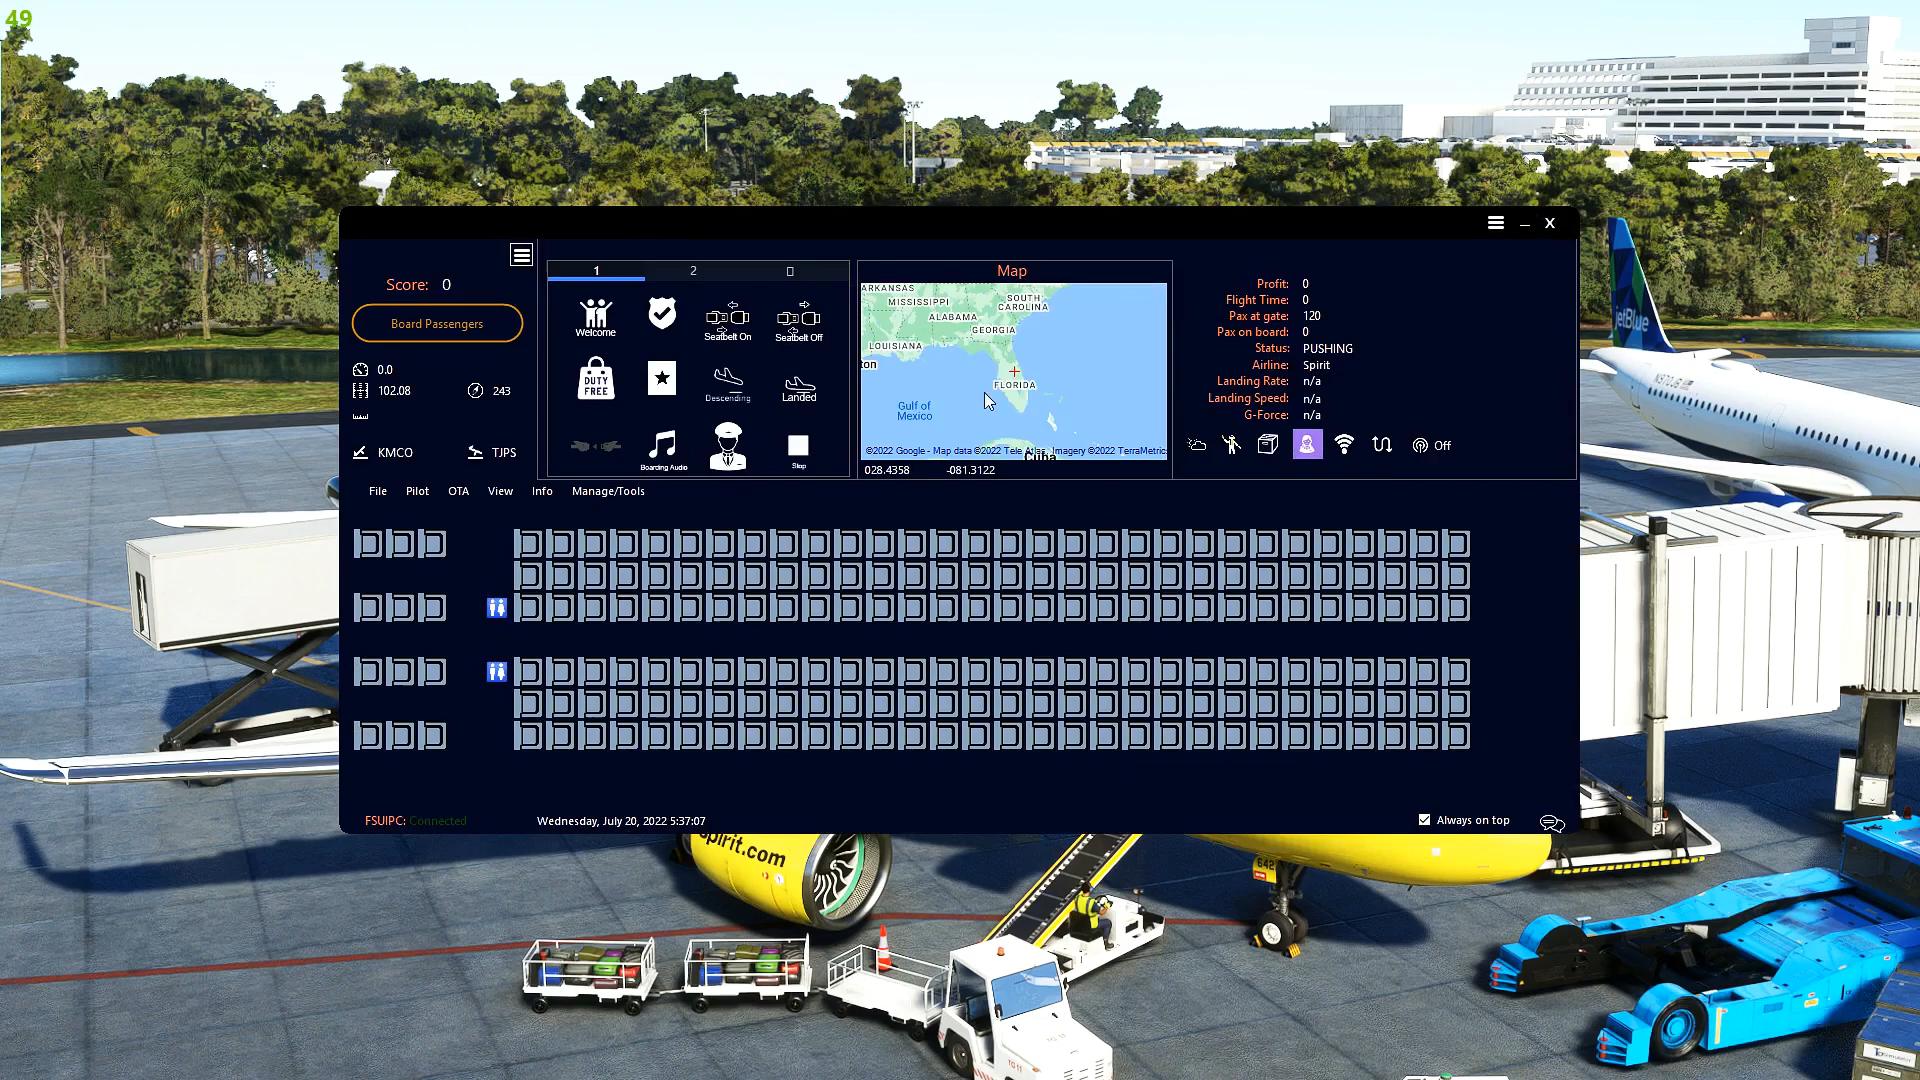 49
Score: 0
Board Passengers
0.0
102.08
243
KMCO
TJPS
1
2
Welcome
Seatbelt On
Seatbelt Off
DUTY
FREE
Descending
Landed
Boarding Audio
Stop
Map
ARKANSAS
MISSISSIPPI
SOUTH
CAROLINA
ALABAMA
GEORGIA
LOUISIANA
ton
FLORIDA
Gulf of
Mexico
Cuba
©2022 Google - Map data ©2022 Tele Atlas, Imagery ©2022 TerraMetrics
028.4358
-081.3122
Profit: 0
Flight Time: 0
Pax at gate: 120
Pax on board: 0
Status: PUSHING
Airline: Spirit
Landing Rate: n/a
Landing Speed: n/a
G-Force: n/a
Off
File
Pilot
OTA
View
Info
Manage/Tools
FSUIPC: Connected
Wednesday, July 20, 2022 5:37:07
Always on top
jetBlue
spirit.com
642